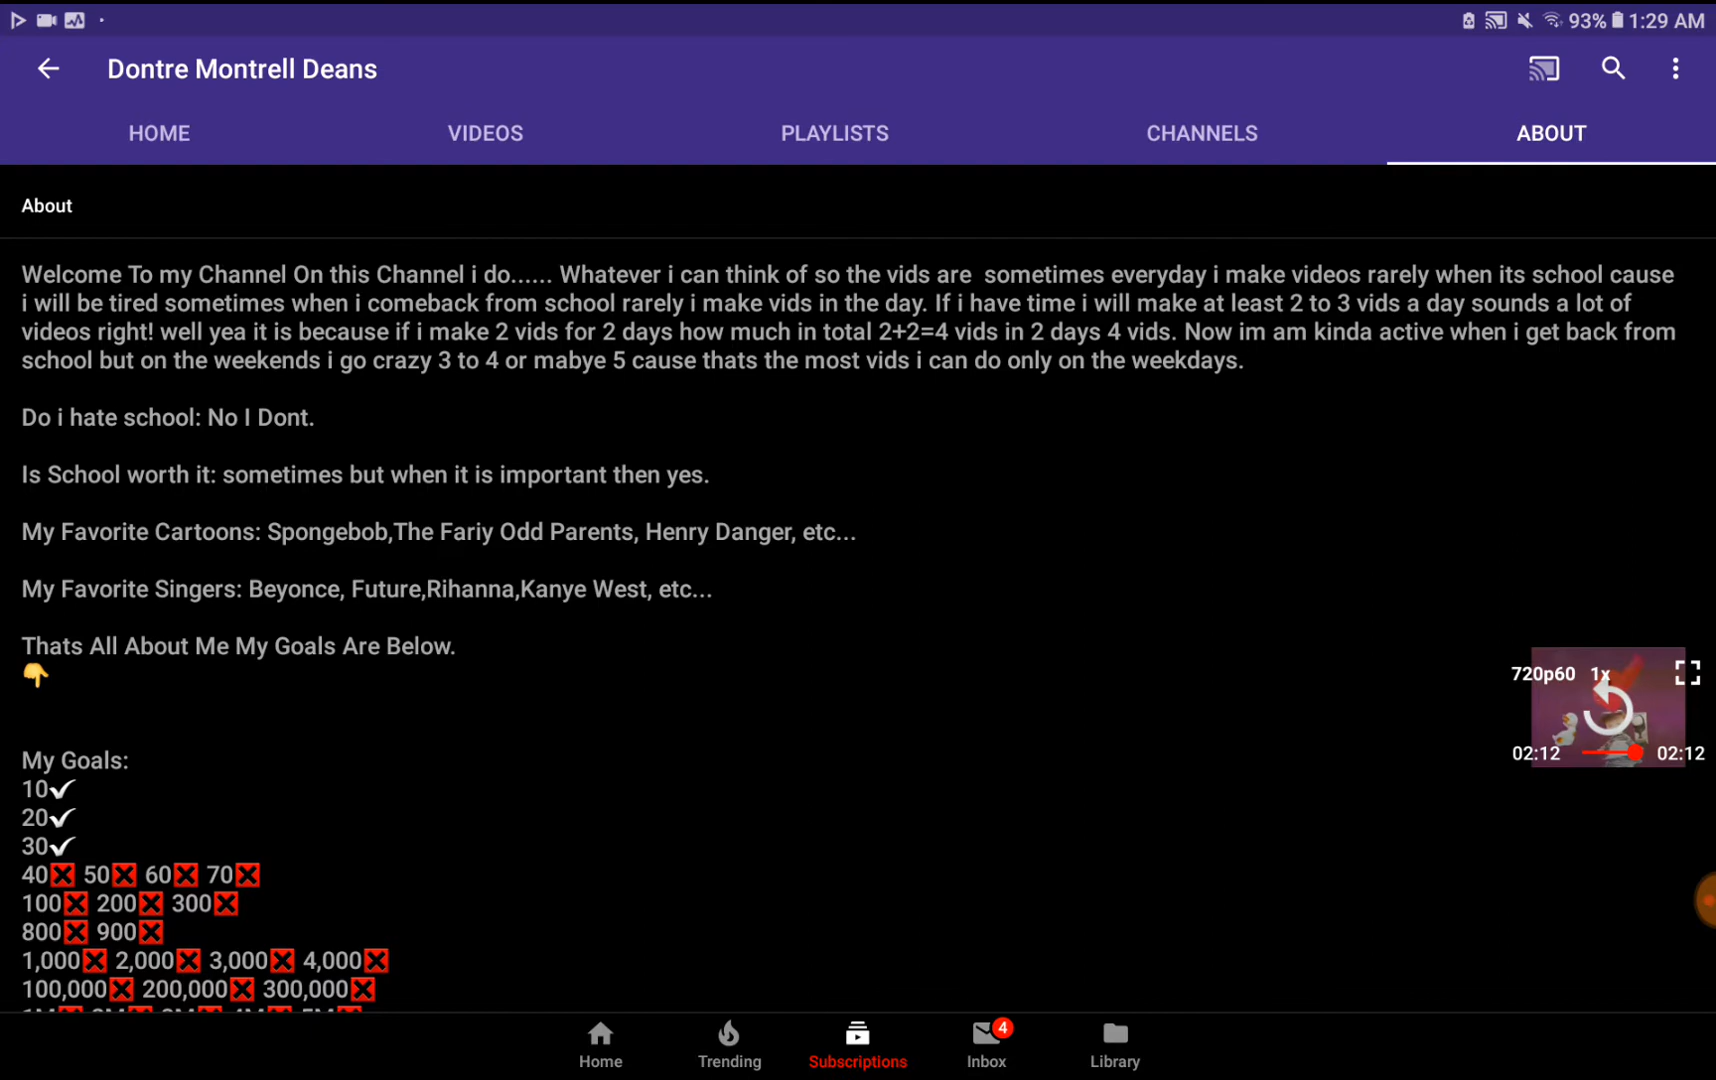 93% 1:29 AM
Dontre Montrell Deans
HOME VIDEOS PLAYLISTS CHANNELS ABOUT
About
Welcome To my Channel On this Channel i do...... Whatever i can think of so the vids are sometimes everyday i make videos rarely when its school cause
i will be tired sometimes when i comeback from school rarely i make vids in the day. If i have time i will make at least 2 to 3 vids a day sounds a lot of
videos right! well yea it is because if i make 2 vids for 2 days how much in total 2+2=4 vids in 2 days 4 vids. Now im am kinda active when i get back from
school but on the weekends i go crazy 3 to 4 or mabye 5 cause thats the most vids i can do only on the weekdays.
Do i hate school: No I Dont.
Is School worth it: sometimes but when it is important then yes.
My Favorite Cartoons: Spongebob,The Fariy Odd Parents, Henry Danger, etc...
My Favorite Singers: Beyonce, Future,Rihanna,Kanye West, etc...
Thats All About Me My Goals Are Below.
👇
720p60 1x
02:12 02:12
My Goals:
10✔
20✔
30✔
40❌ 50❌ 60❌ 70❌
100❌ 200❌ 300❌
800❌ 900❌
1,000❌ 2,000❌ 3,000❌ 4,000❌
100,000❌ 200,000❌ 300,000❌
4
Home Trending Subscriptions Inbox Library